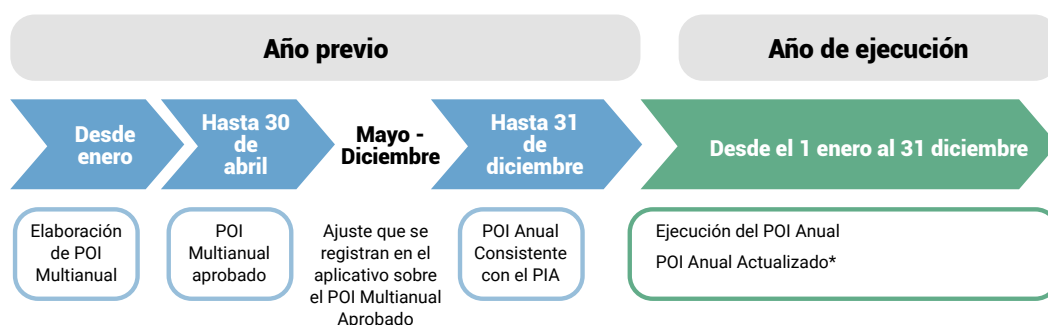 Año previo
Año de ejecución
Desde
enero
Hasta 30
de
abril
Mayo -
Diciembre
Hasta 31
de
diciembre
Desde el 1 enero al 31 diciembre
Elaboración
de POI
Multianual
POI
Multianual
aprobado
Ajuste que se
registran en el
aplicativo sobre
el POI Multianual
Aprobado
POI Anual
Consistente
con el PIA
Ejecución del POI Anual
POI Anual Actualizado*